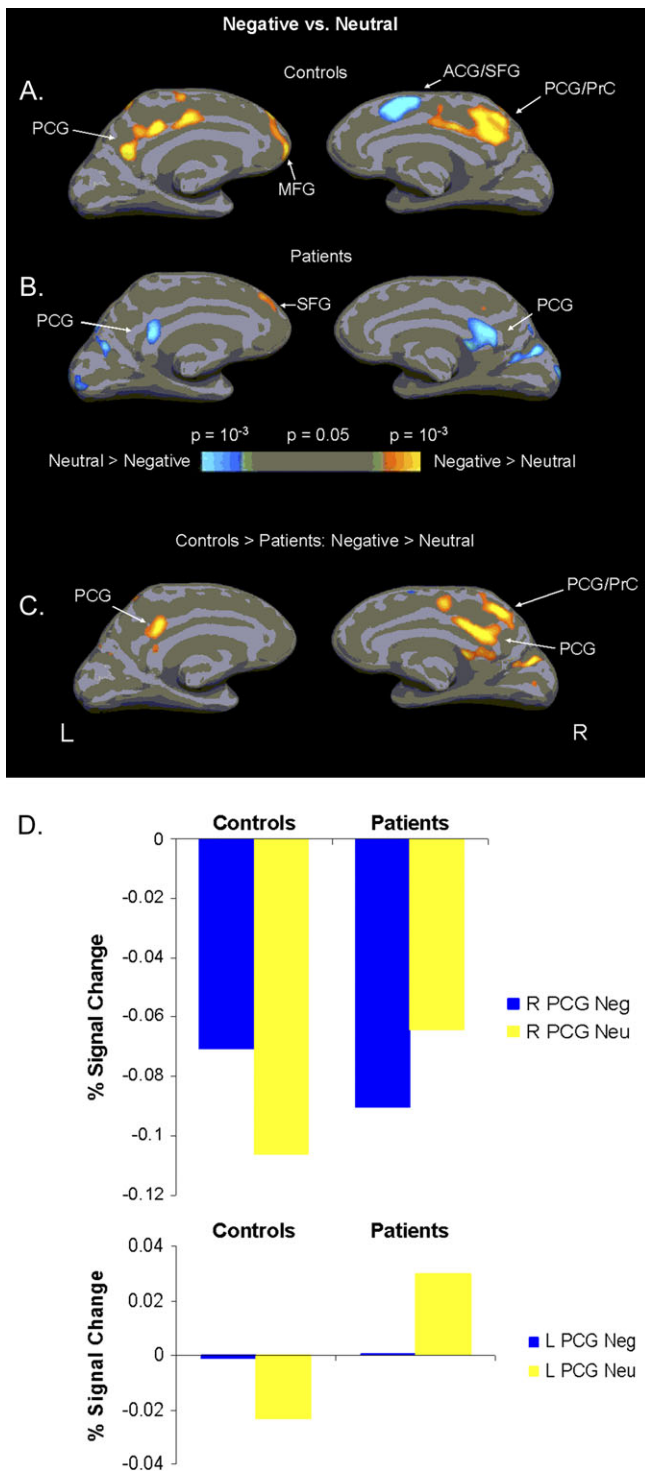 Negative vs. Neutral
A.
Controls
ACG/SFG
PCG/PrC
PCG
MFG
Patients
B.
PCG
SFG
PCG
p = 10-3 p = 0.05 p = 10-3
Neutral > Negative Negative > Neutral
Controls > Patients: Negative > Neutral
C.
PCG
PCG/PrC
PCG
L R
D.
Controls Patients
0
-0.02
-0.04
-0.06
-0.08
-0.1
-0.12
% Signal Change
R PCG Neg
R PCG Neu
Controls Patients
0.04
0.02
0
-0.02
-0.04
% Signal Change
L PCG Neg
L PCG Neu